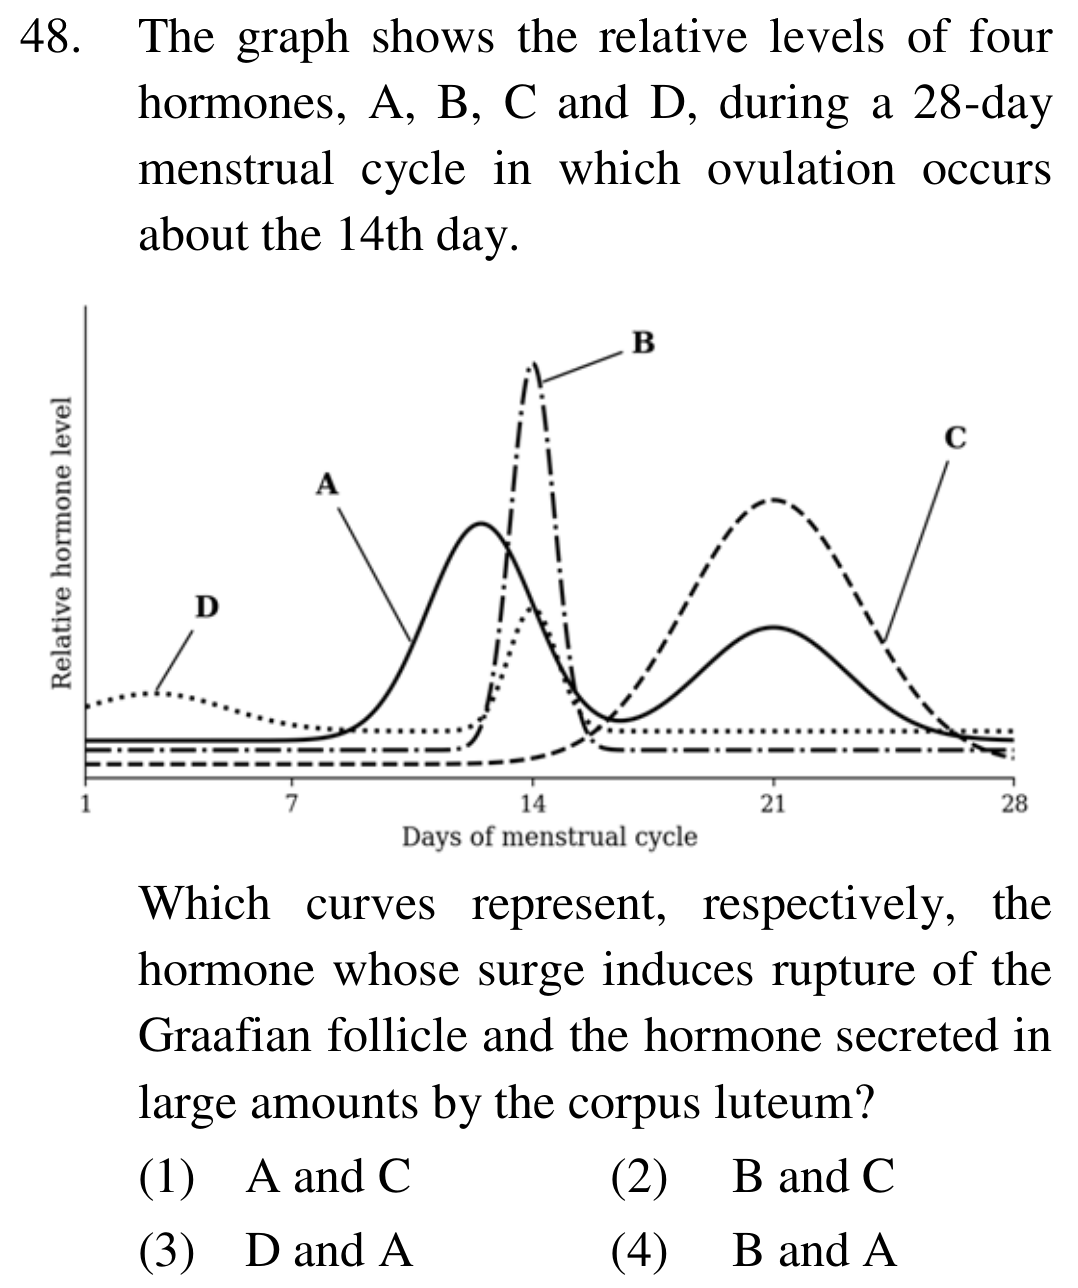 48. The graph shows the relative levels of four
hormones, A, B, C and D, during a 28-day
menstrual cycle in which ovulation occurs
about the 14th day.
B
C
A
D
Relative hormone level
1 7 14 21 28
Days of menstrual cycle
Which curves represent, respectively, the
hormone whose surge induces rupture of the
Graafian follicle and the hormone secreted in
large amounts by the corpus luteum?
(1) A and C (2) B and C
(3) D and A (4) B and A